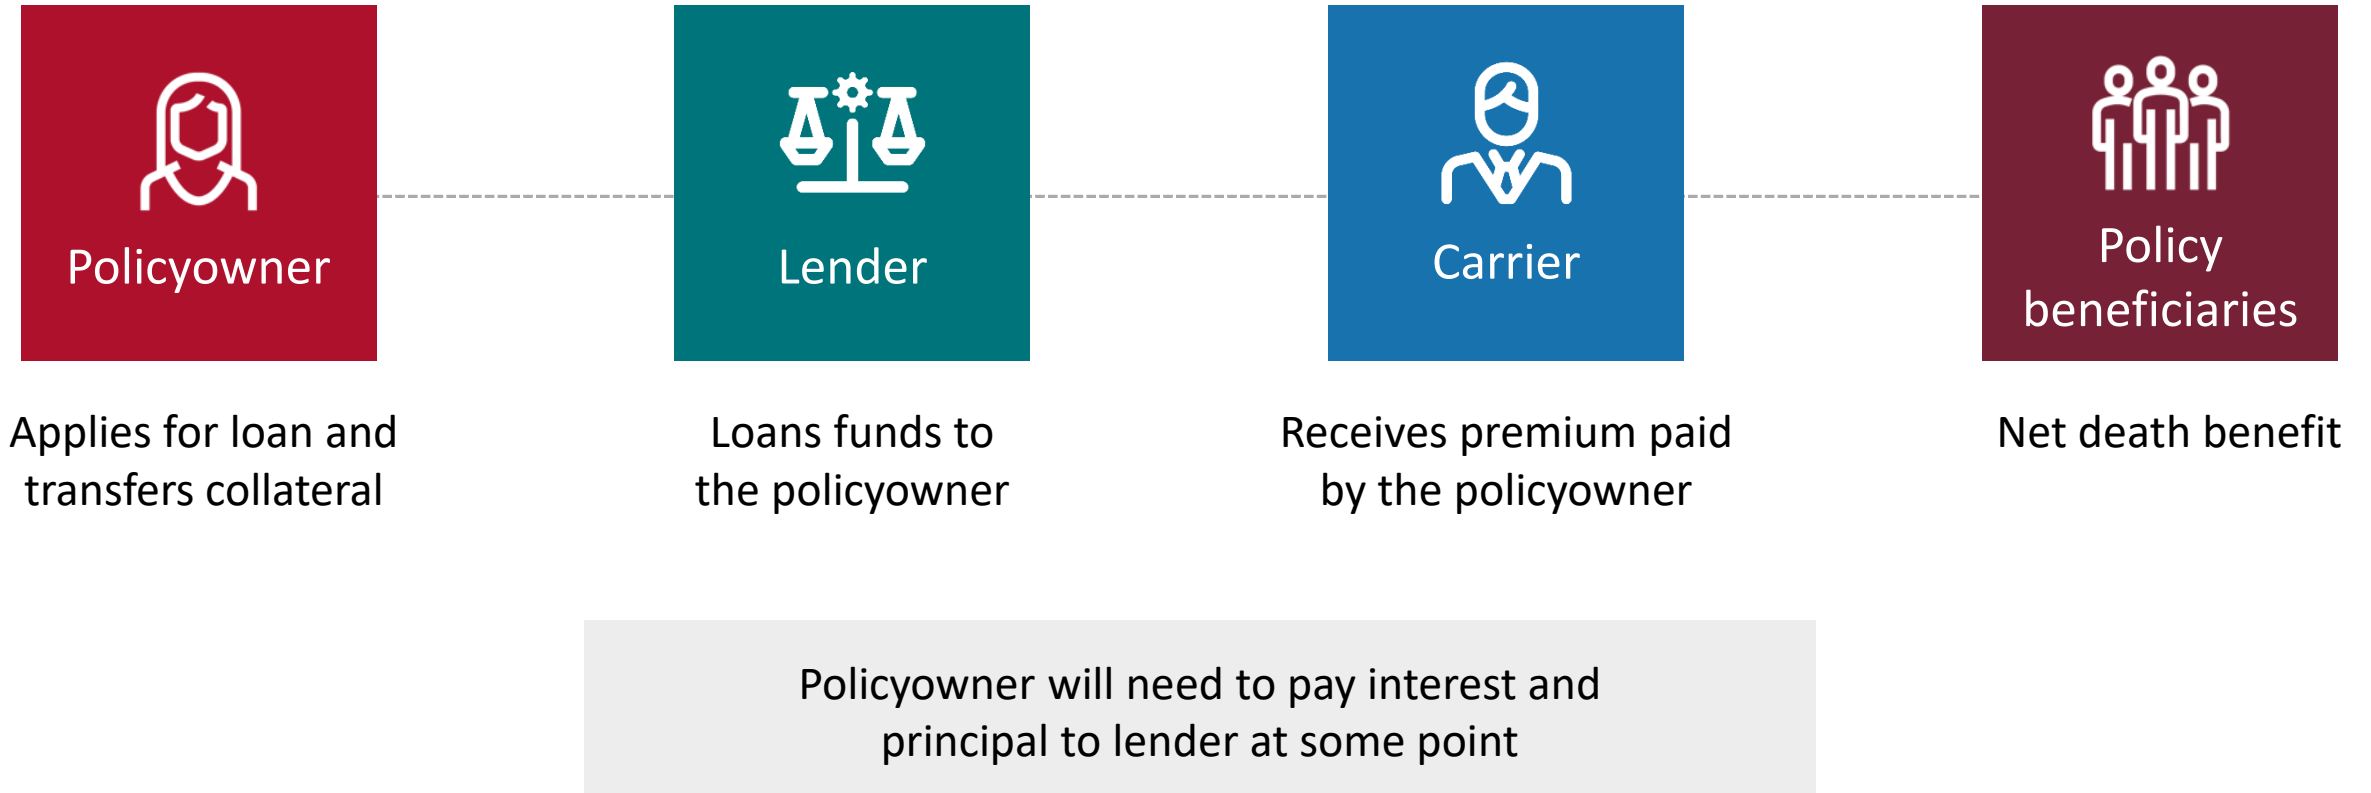 Policyowner
Lender
Carrier
Policy
beneficiaries
Applies for loan and
transfers collateral
Loans funds to
the policyowner
Receives premium paid
by the policyowner
Net death benefit
Policyowner will need to pay interest and
principal to lender at some point